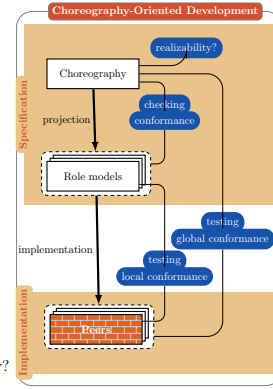 Choreography-Oriented Development
realizability?
Choreography
Specification
checking
conformance
projection
Role models
testing
global conformance
implementation
testing
local conformance
Implementation
Peers
?